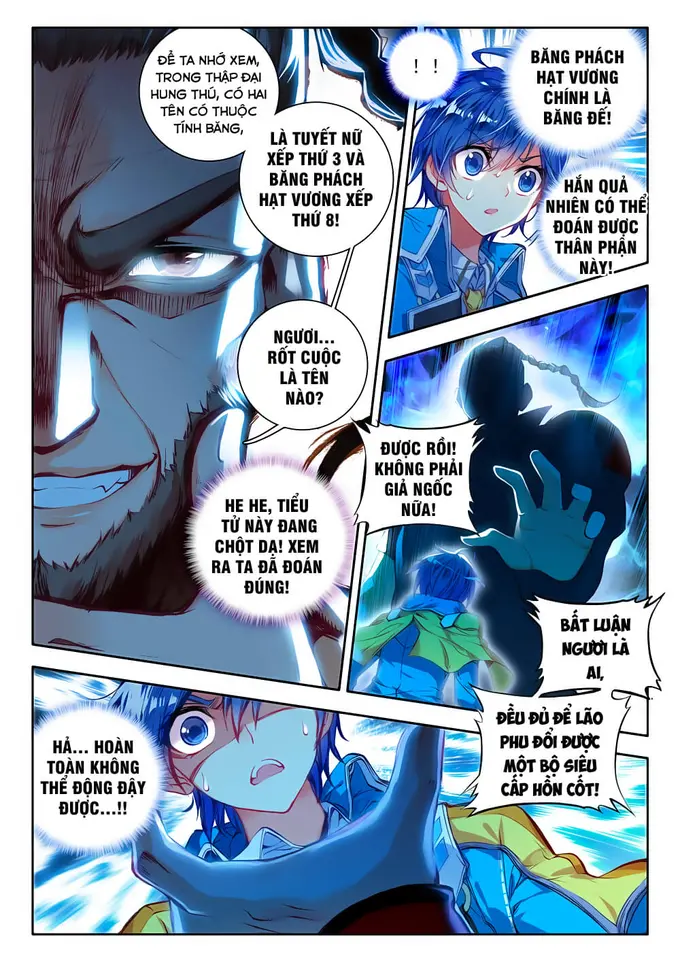 ĐỂ TA NHỚ XEM,
TRONG THẬP ĐẠI
HUNG THÚ, CÓ HAI
TÊN CÓ THUỘC
TÍNH BĂNG,
LÀ TUYẾT NỮ
XẾP THỨ 3 VÀ
BĂNG PHÁCH
HẠT VƯƠNG XẾP
THỨ 8!
NGƯƠI...
RỐT CUỘC
LÀ TÊN
NÀO?
! !
BĂNG PHÁCH
HẠT VƯƠNG
CHÍNH LÀ
BĂNG ĐẾ!
HẮN QUẢ
NHIÊN CÓ THỂ
ĐOÁN ĐƯỢC
THÂN PHẬN
NÀY!
HE HE, TIỂU
TỬ NÀY ĐANG
CHỘT DẠ! XEM
RA TA ĐÃ ĐOÁN
ĐÚNG!
ĐƯỢC RỒI!
KHÔNG PHẢI
GIẢ NGỐC
NỮA!
BẤT LUẬN
NGƯƠI LÀ
AI,
ĐỀU ĐỦ ĐỂ LÃO
PHU ĐỔI ĐƯỢC
MỘT BỘ SIÊU
CẤP HỒN CỐT!
HẢ... HOÀN
TOÀN KHÔNG
THỂ ĐỘNG ĐẬY
ĐƯỢC...!!